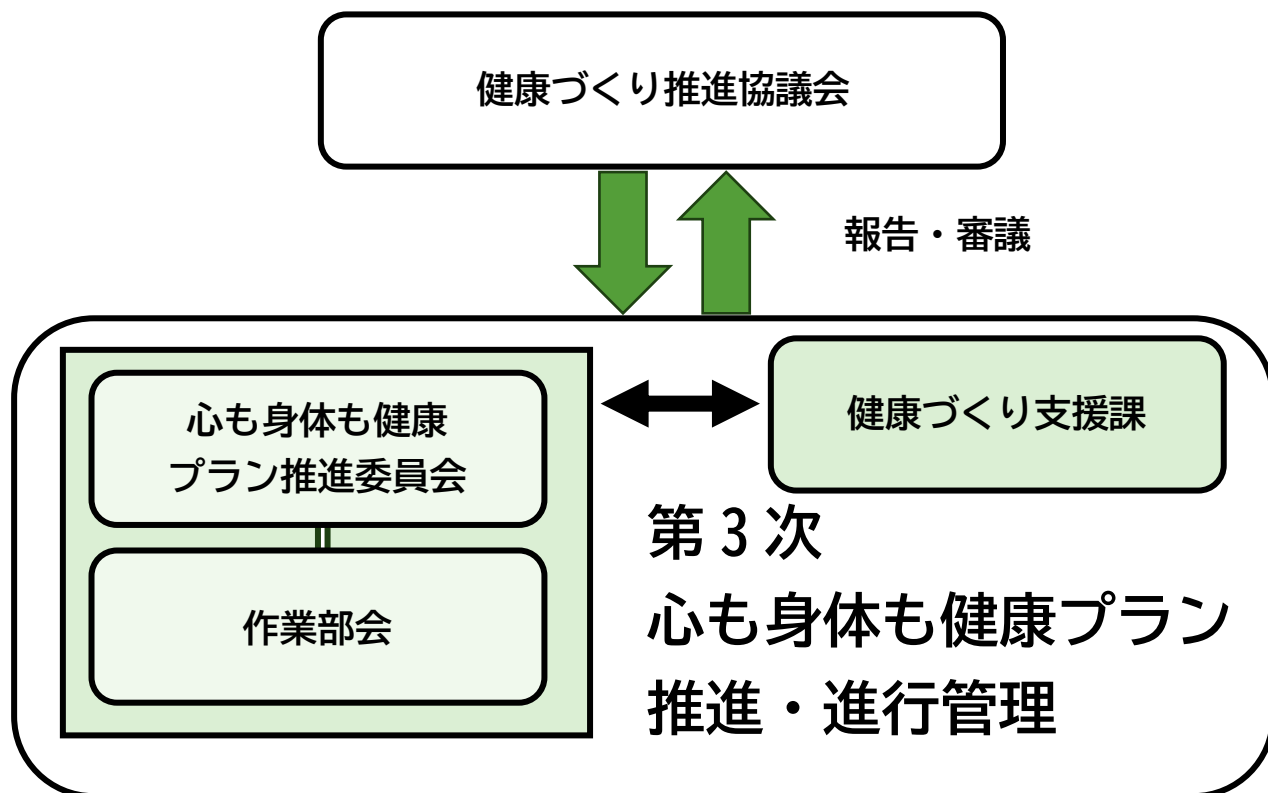 健康づくり推進協議会
報告・審議
心も身体も健康
プラン推進委員会
健康づくり支援課
作業部会
第3次
心も身体も健康プラン
推進・進行管理